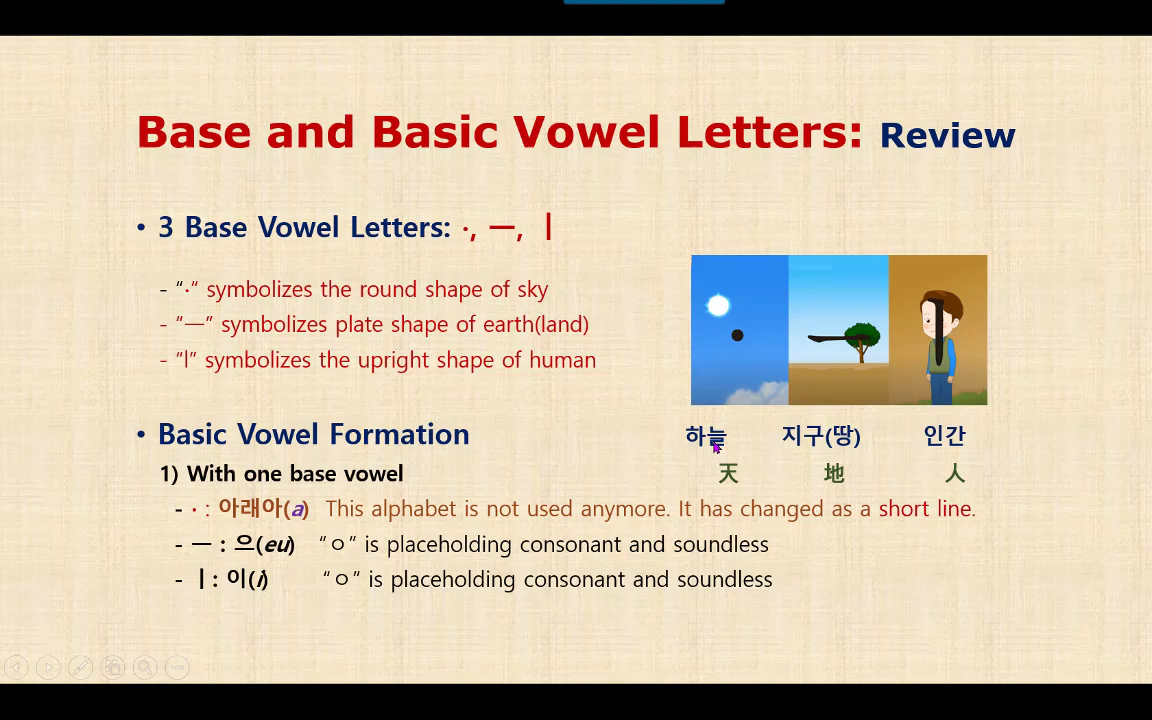 Base and Basic Vowel Letters: Review
• 3 Base Vowel Letters: ·, ㅡ, ㅣ
- “·“ symbolizes the round shape of sky
- “ㅡ” symbolizes plate shape of earth(land)
- “ㅣ” symbolizes the upright shape of human
하늘 지구(땅) 인간
天 地 人
• Basic Vowel Formation
1) With one base vowel
- · : 아래아(a) This alphabet is not used anymore. It has changed as a short line.
- ㅡ : 으(eu) “ㅇ” is placeholding consonant and soundless
- ㅣ: 이(i) “ㅇ” is placeholding consonant and soundless